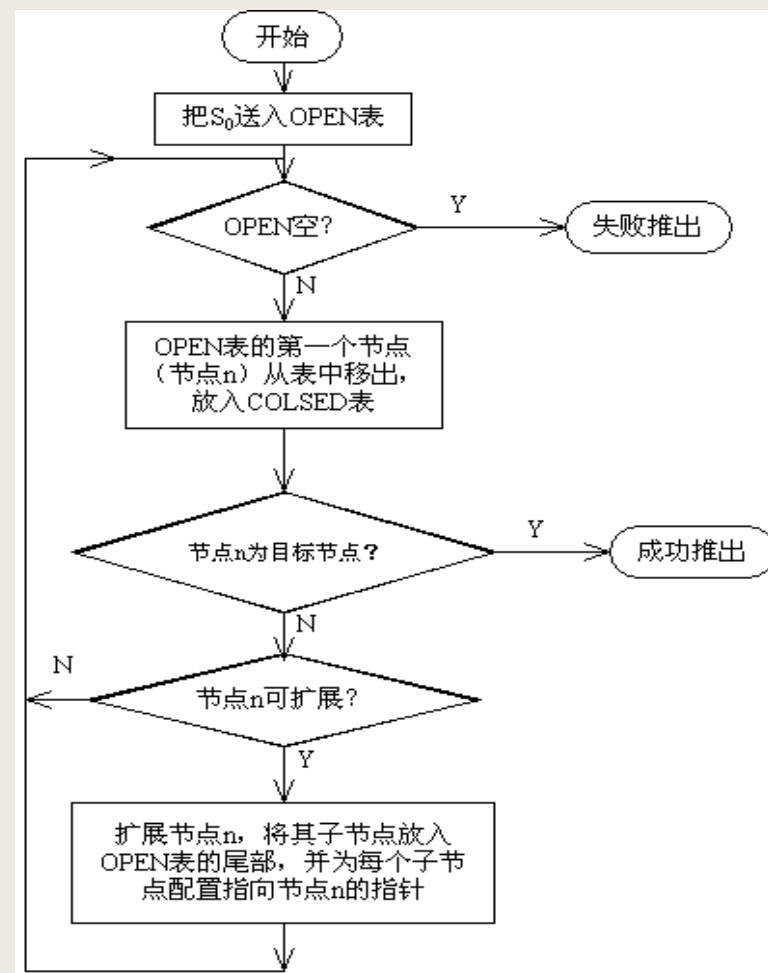 开始
把S₀送入OPEN表
OPEN空?
Y
失败推出
N
OPEN表的第一个节点
（节点n）从表中移出，
放入COLSED表
节点n为目标节点？
Y
成功推出
N
N
节点n可扩展？
Y
扩展节点n，将其子节点放入
OPEN表的尾部，并为每个子节
点配置指向节点n的指针